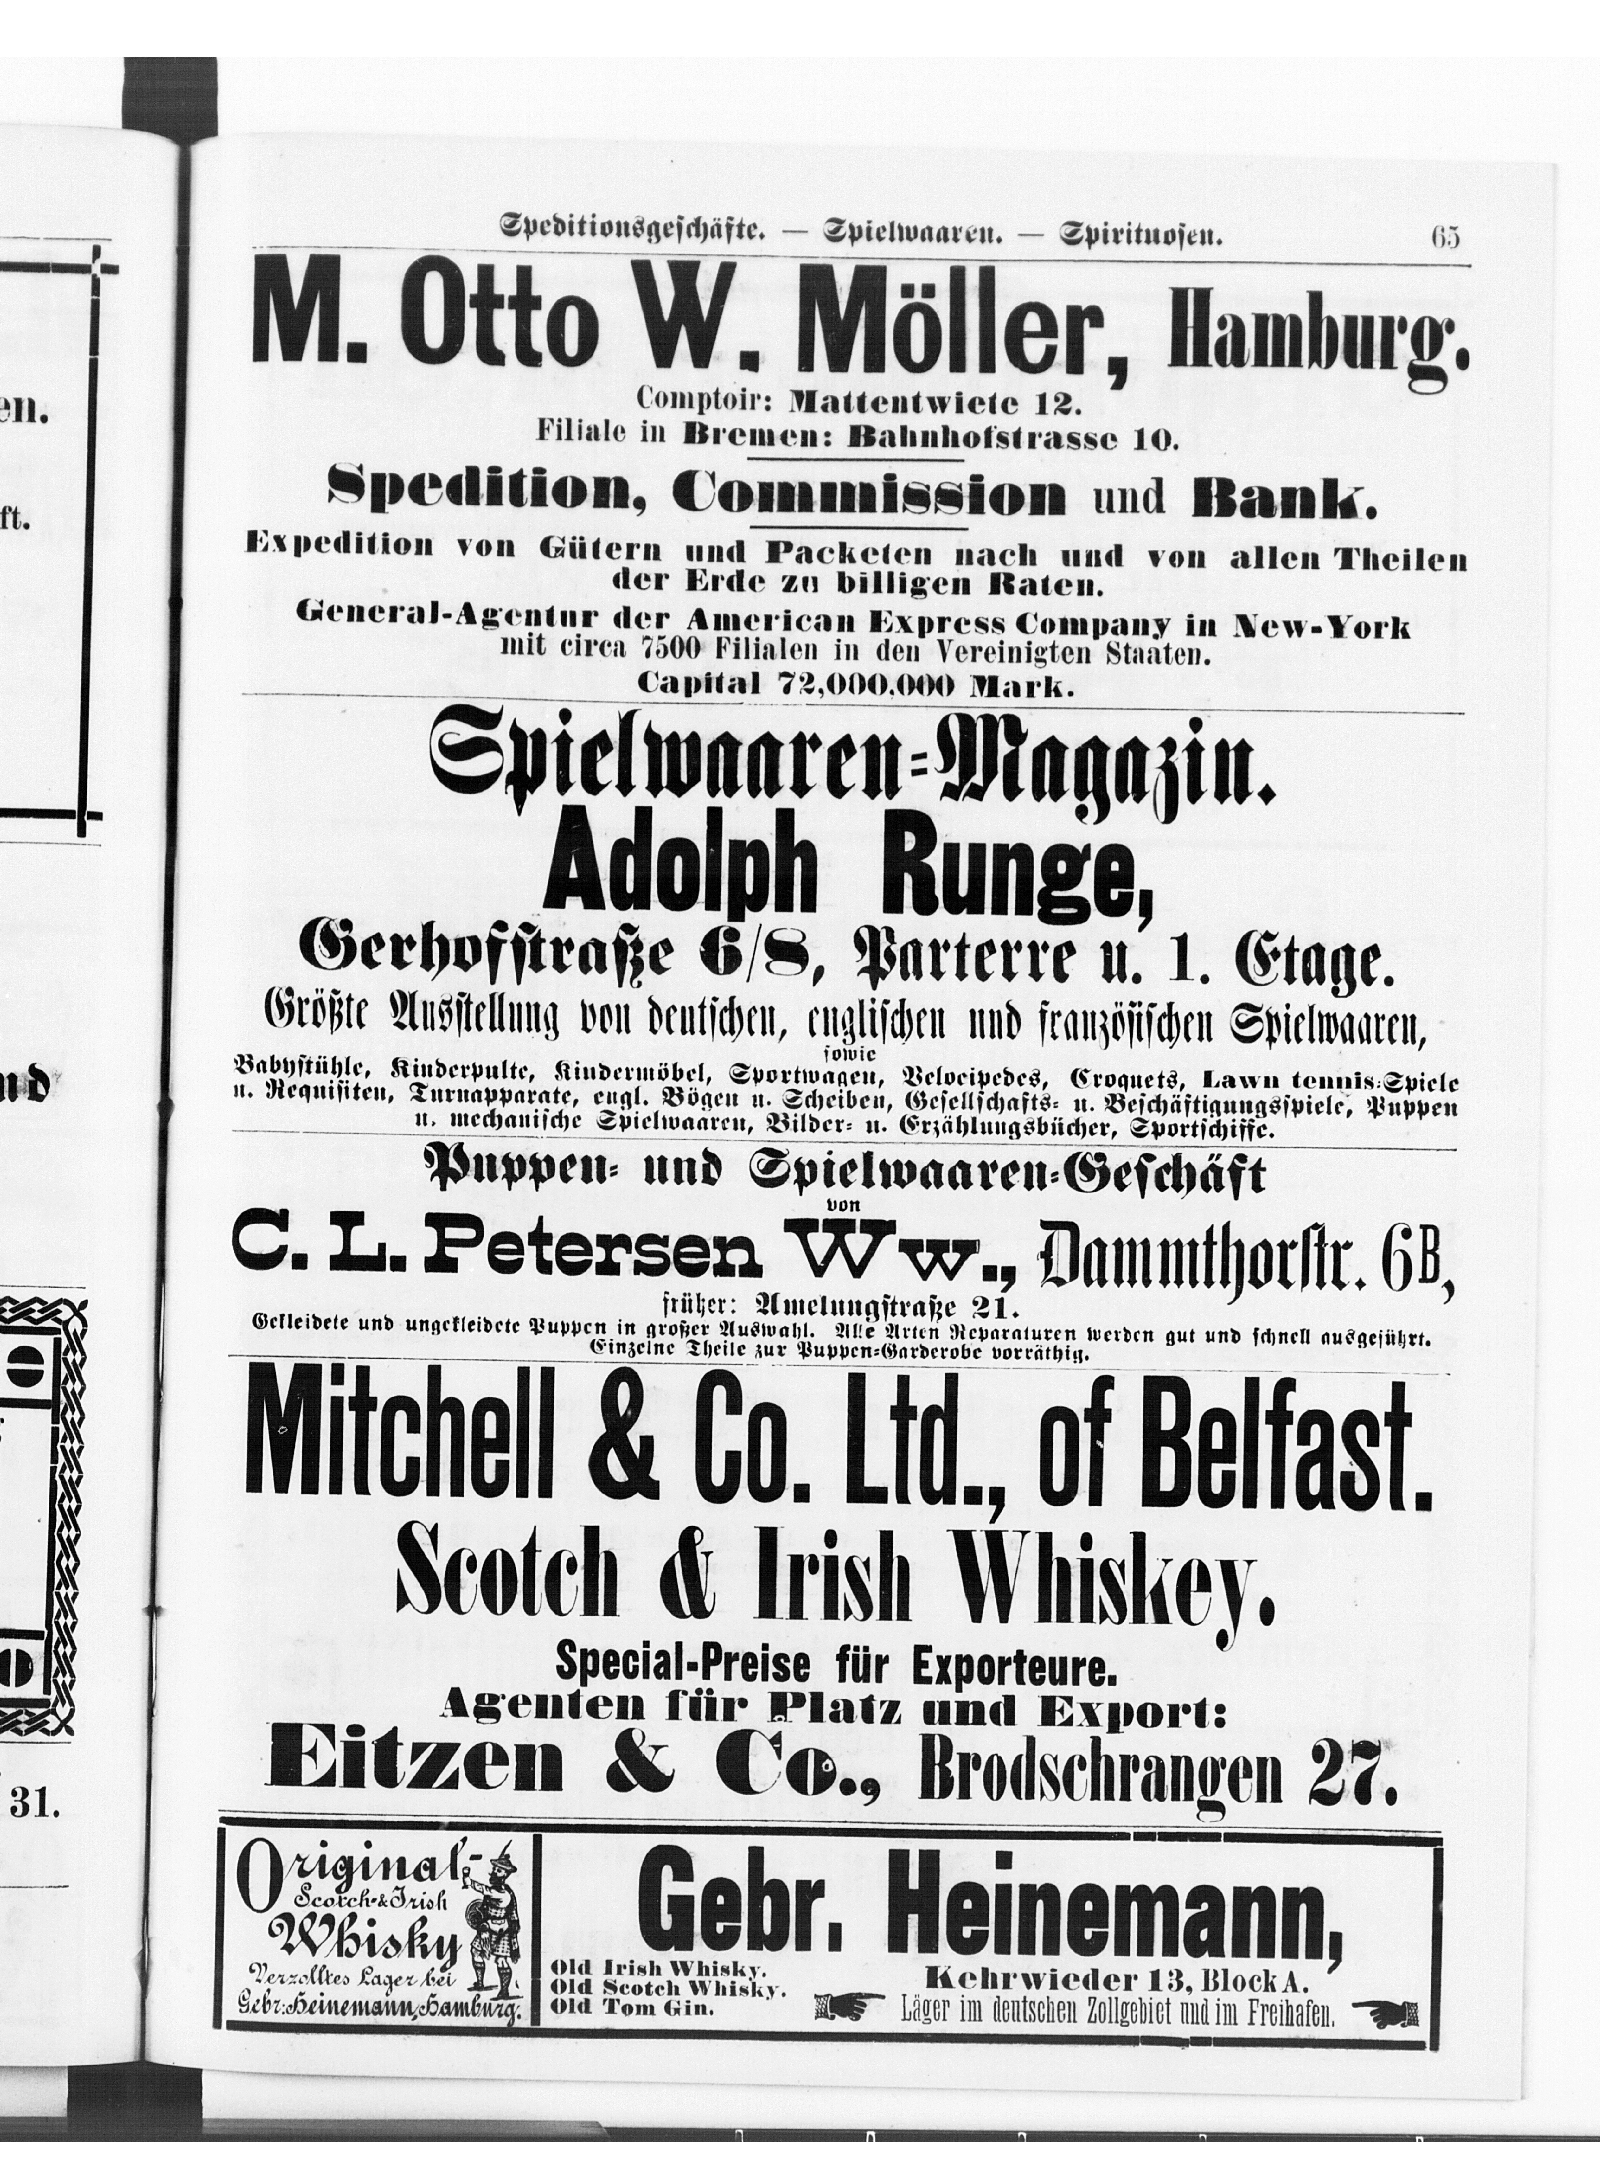 Speditionsgeschäfte. — Spielwaaren. — Spirituosen. 65
M. Otto W. Möller, Hamburg.
Comptoir: Mattentwiete 12.
Filiale in Bremen: Bahnhofstrasse 10.
Spedition, Commission und Bank.
Expedition von Gütern und Packeten nach und von allen Theilen
der Erde zu billigen Raten.
General-Agentur der American Express Company in New-York
mit circa 7500 Filialen in den Vereinigten Staaten.
Capital 72,000,000 Mark.
Spielwaaren-Magazin.
Adolph Runge,
Gerhofstraße 6/8, Parterre u. 1. Etage.
Größte Ausstellung von deutschen, englischen und französischen Spielwaaren,
sowie
Babystühle, Kinderpulte, Kindermöbel, Sportwagen, Velocipedes, Croquets, Lawn tennis-Spiele
u. Requisiten, Turnapparate, engl. Bögen u. Scheiben, Gesellschafts- u. Beschäftigungsspiele, Puppen
u. mechanische Spielwaaren, Bilder- u. Erzählungsbücher, Sportschiffe.
Puppen- und Spielwaaren-Geschäft
von
C. L. Petersen Ww., Dammthorstr. 6B,
früher: Amelungstraße 21.
Gekleidete und ungekleidete Puppen in großer Auswahl. Alle Arten Reparaturen werden gut und schnell ausgeführt.
Einzelne Theile zur Puppen-Garderobe vorräthig.
Mitchell & Co. Ltd., of Belfast.
Scotch & Irish Whiskey.
Special-Preise für Exporteure.
Agenten für Platz und Export:
Eitzen & Co., Brodschrangen 27.
Original-
Scotch & Irish
Whisky
Verzolltes Lager bei
Gebr. Heinemann, Hamburg.
Gebr. Heinemann,
Old Irish Whisky.
Old Scotch Whisky.
Old Tom Gin.
Kehrwieder 13, Block A.
Läger im deutschen Zollgebiet und im Freihafen.
en.
ft.
nd
31.